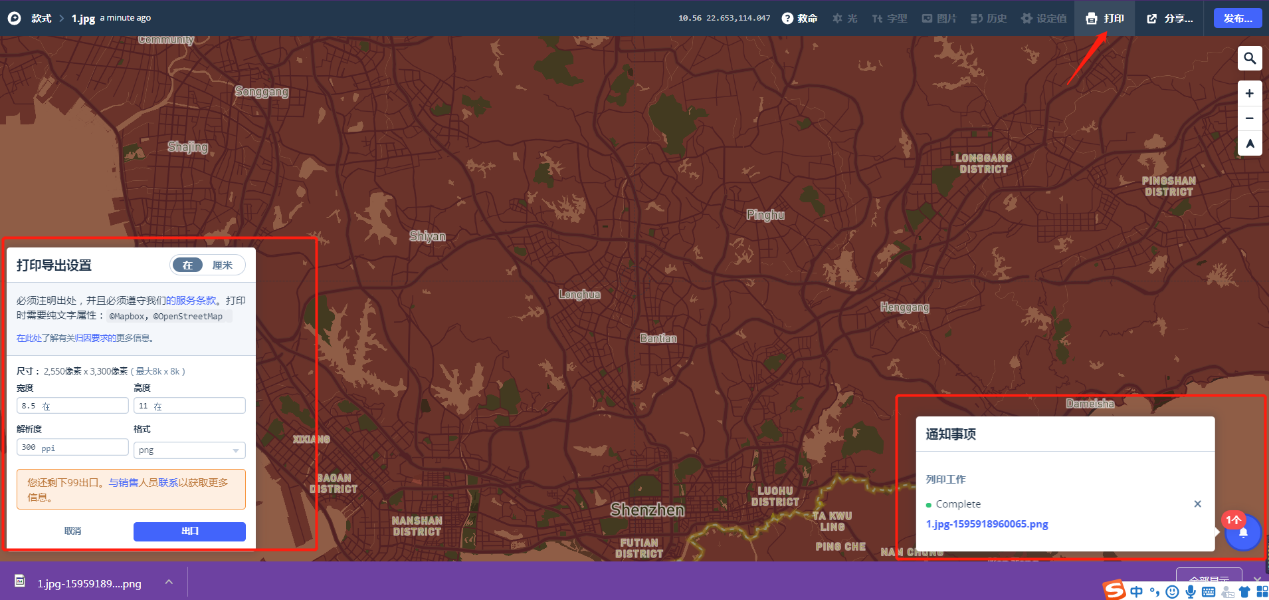 款式 > 1.jpg a minute ago
10.56 22.653,114.047 救命 光 Tt 字型 图片 历史 设定值 打印 分享... 发布...
Community
Songgang
Shajing
LONGGANG
DISTRICT
PINGSHAN
DISTRICT
Pinghu
Shiyan
打印导出设置 在 厘米
必须注明出处，并且必须遵守我们的服务条款。打印
时需要纯文字属性： @Mapbox, @OpenStreetMap
在此处了解有关归因要求的更多信息。
Longhua
Henggang
Bantian
尺寸： 2,550像素 x 3,300像素 ( 最大8k x 8k )
宽度 高度
8.5 在 11 在
解析度 格式
300 ppi png
您还剩下99出口。与销售人员联系以获取更多
信息。
取消 出口
Dameisha
XIXIANG
BAOAN
DISTRICT
LUOHU
DISTRICT
Shenzhen
NANSHAN
DISTRICT
FUTIAN
DISTRICT
TA KWU
LING
PING CHE
NAM CHUNG
通知事项
列印工作
Complete ×
1.jpg-1595918960065.png
1个
1.jpg-15959189....png
全部显示
中